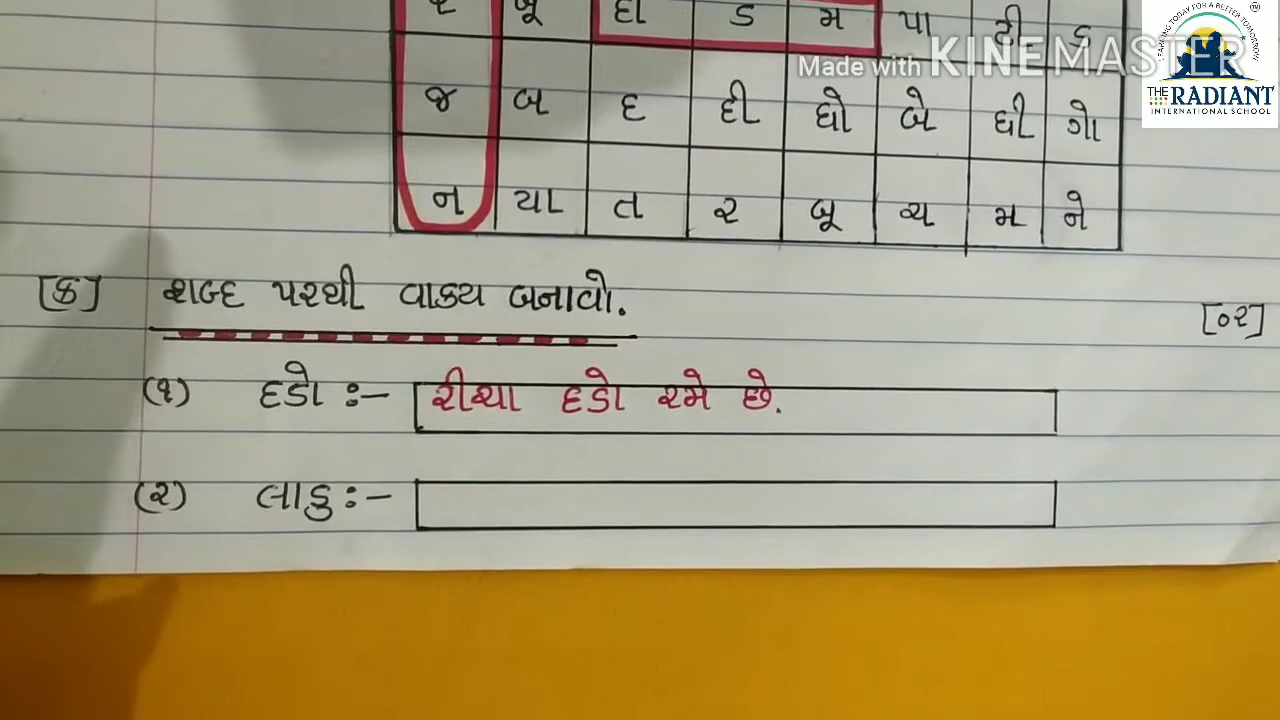 બૂ દા ડ મ પા દી
Made with KINEMASTER
THE RADIANT
INTERNATIONAL SCHOOL
જ બ દ દી ઘો બે ઘી ગો
ન યા ત ર બૂ ચ મ ને
[ક] શબ્દ પરથી વાક્ય બનાવો. [૦૨]
(૧) દડો :- રીચા દડો રમે છે.
(૨) લાડુ :-